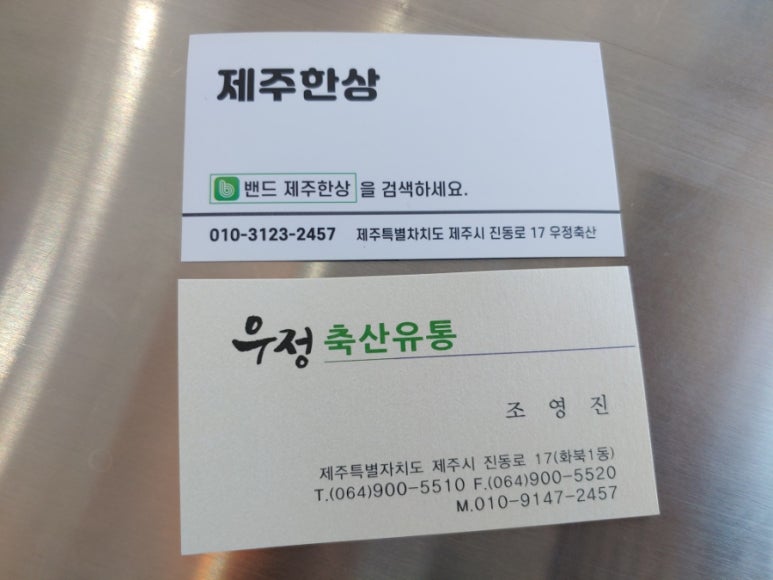 제주한상
밴드 제주한상 을 검색하세요.
010-3123-2457 제주특별차치도 제주시 진동로 17 우정축산
우정 축산유통
조 영 진
제주특별자치도 제주시 진동로 17(화북1동)
T.(064)900-5510 F.(064)900-5520
M.010-9147-2457